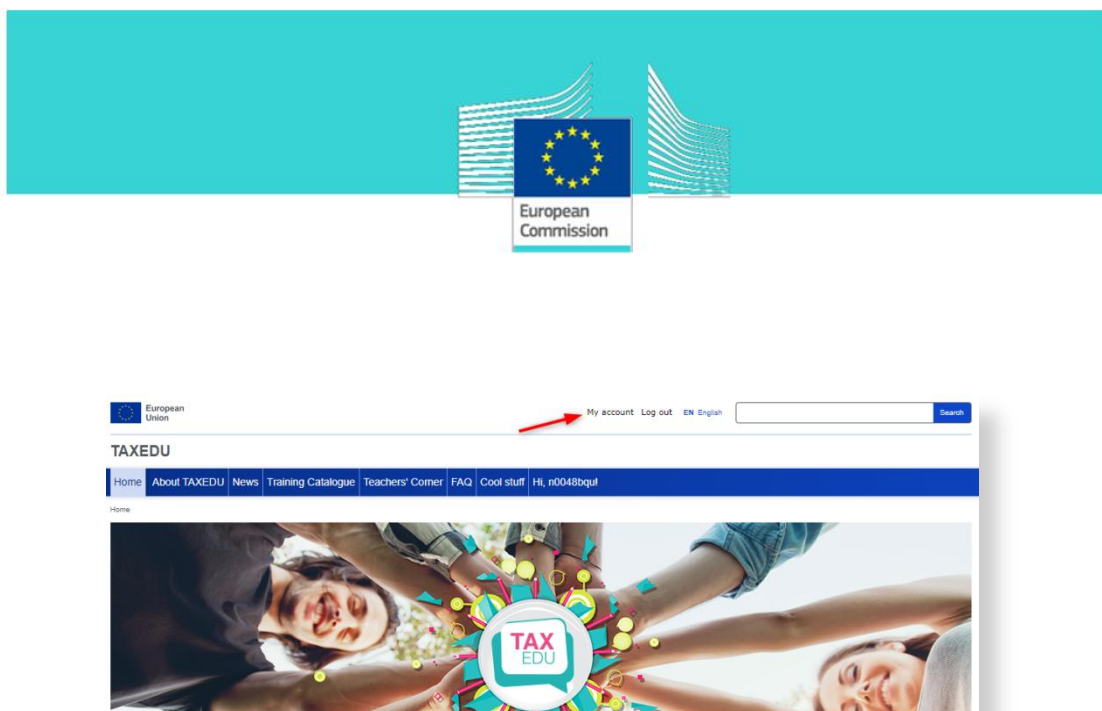 European
Commission
European
Union
My account Log out EN English Search
TAXEDU
Home About TAXEDU News Training Catalogue Teachers' Corner FAQ Cool stuff Hi, n0048bqu!
Home
TAX
EDU